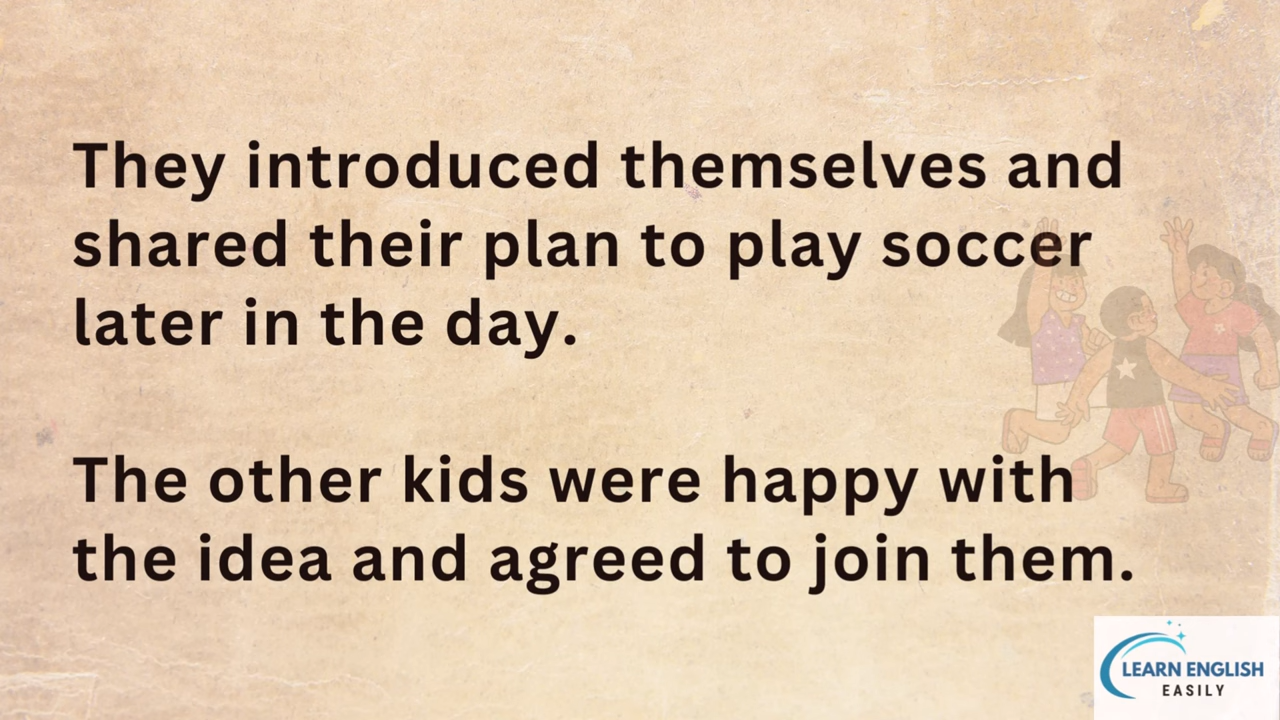 They introduced themselves and
shared their plan to play soccer
later in the day.
The other kids were happy with
the idea and agreed to join them.
LEARN ENGLISH
EASILY